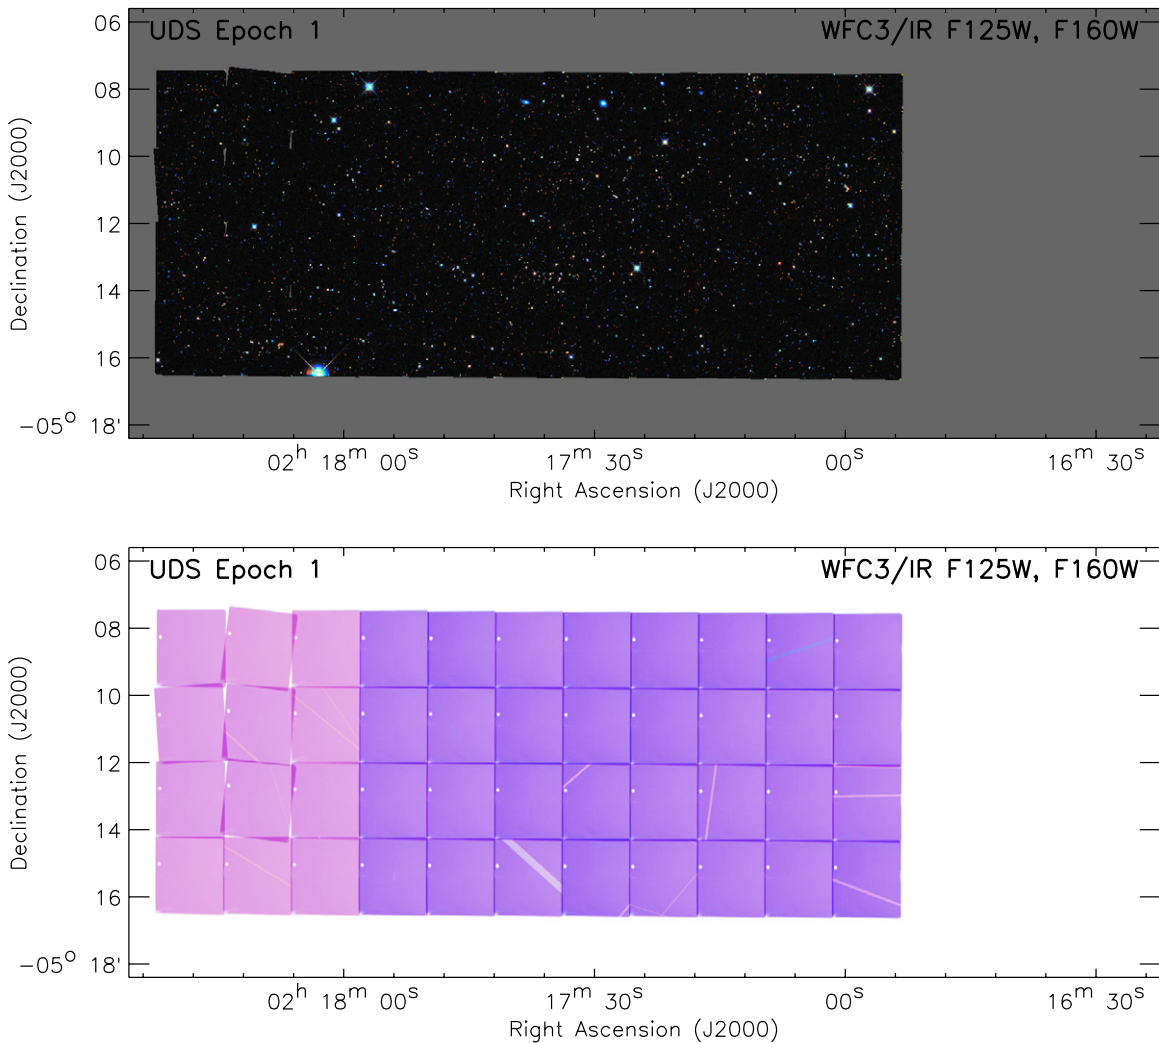 UDS Epoch 1 WFC3/IR F125W, F160W
06
08
10
12
14
16
−05° 18'
Declination (J2000)
02h 18m 00s 17m 30s 00s 16m 30s
Right Ascension (J2000)
UDS Epoch 1 WFC3/IR F125W, F160W
06
08
10
12
14
16
−05° 18'
Declination (J2000)
02h 18m 00s 17m 30s 00s 16m 30s
Right Ascension (J2000)